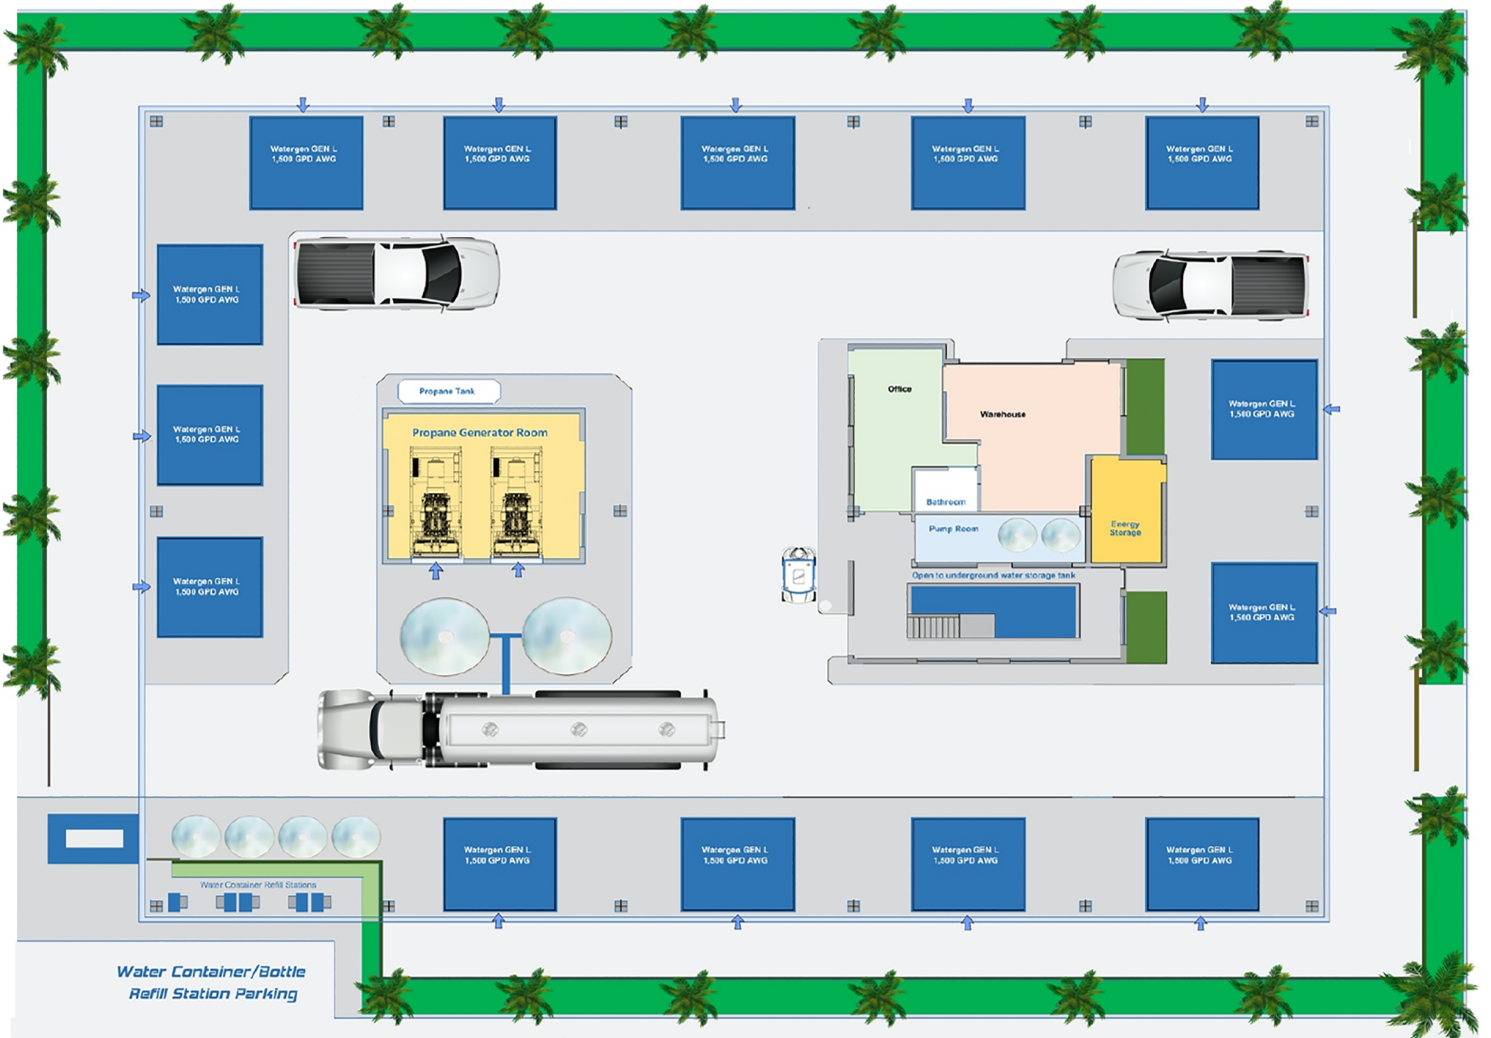 Watergen GEN L
1,500 GPD AWG
Watergen GEN L
1,500 GPD AWG
Watergen GEN L
1,500 GPD AWG
Watergen GEN L
1,500 GPD AWG
Watergen GEN L
1,500 GPD AWG
Watergen GEN L
1,500 GPD AWG
Watergen GEN L
1,500 GPD AWG
Watergen GEN L
1,500 GPD AWG
Propane Tank
Propane Generator Room
Office
Warehouse
Bathroom
Pump Room
Energy
Storage
Open to underground water storage tank
Watergen GEN L
1,500 GPD AWG
Watergen GEN L
1,500 GPD AWG
Watergen GEN L
1,500 GPD AWG
Watergen GEN L
1,500 GPD AWG
Watergen GEN L
1,500 GPD AWG
Watergen GEN L
1,500 GPD AWG
Water Container Refill Stations
Water Container/Bottle
Refill Station Parking